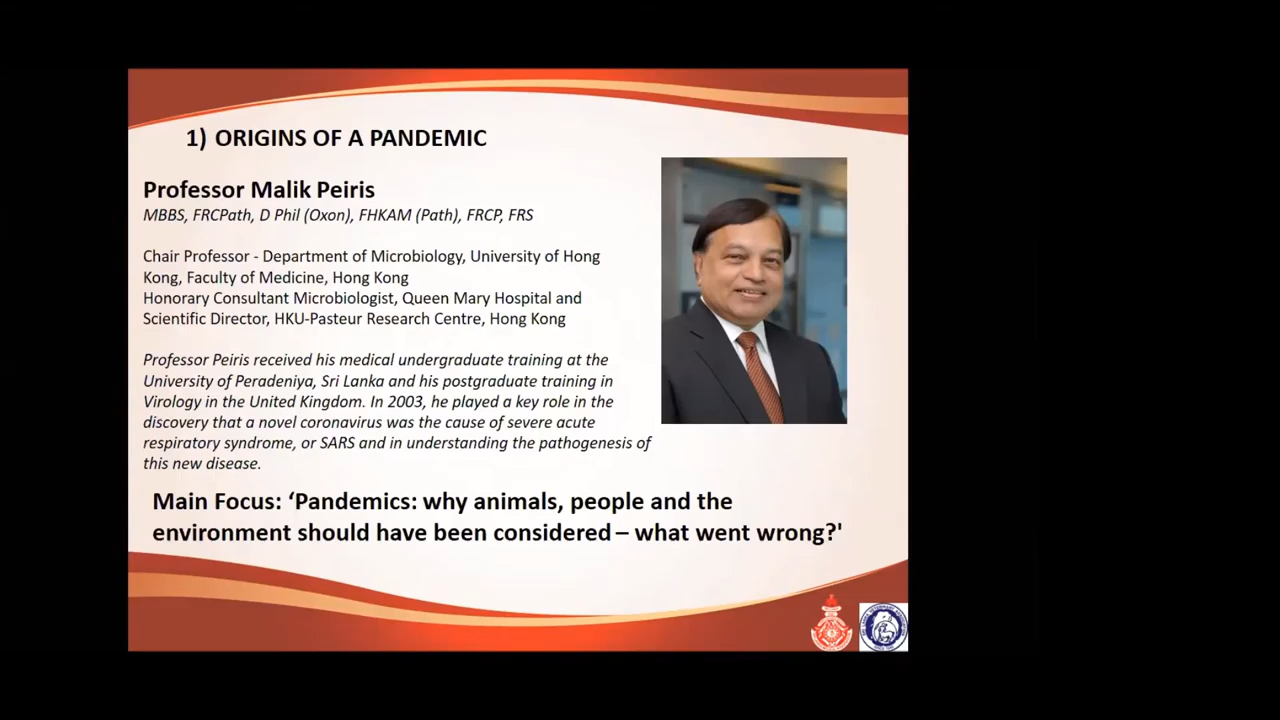 1) ORIGINS OF A PANDEMIC
Professor Malik Peiris
MBBS, FRCPath, D Phil (Oxon), FHKAM (Path), FRCP, FRS
Chair Professor - Department of Microbiology, University of Hong
Kong, Faculty of Medicine, Hong Kong
Honorary Consultant Microbiologist, Queen Mary Hospital and
Scientific Director, HKU-Pasteur Research Centre, Hong Kong
Professor Peiris received his medical undergraduate training at the
University of Peradeniya, Sri Lanka and his postgraduate training in
Virology in the United Kingdom. In 2003, he played a key role in the
discovery that a novel coronavirus was the cause of severe acute
respiratory syndrome, or SARS and in understanding the pathogenesis of
this new disease.
Main Focus: ‘Pandemics: why animals, people and the
environment should have been considered – what went wrong?'